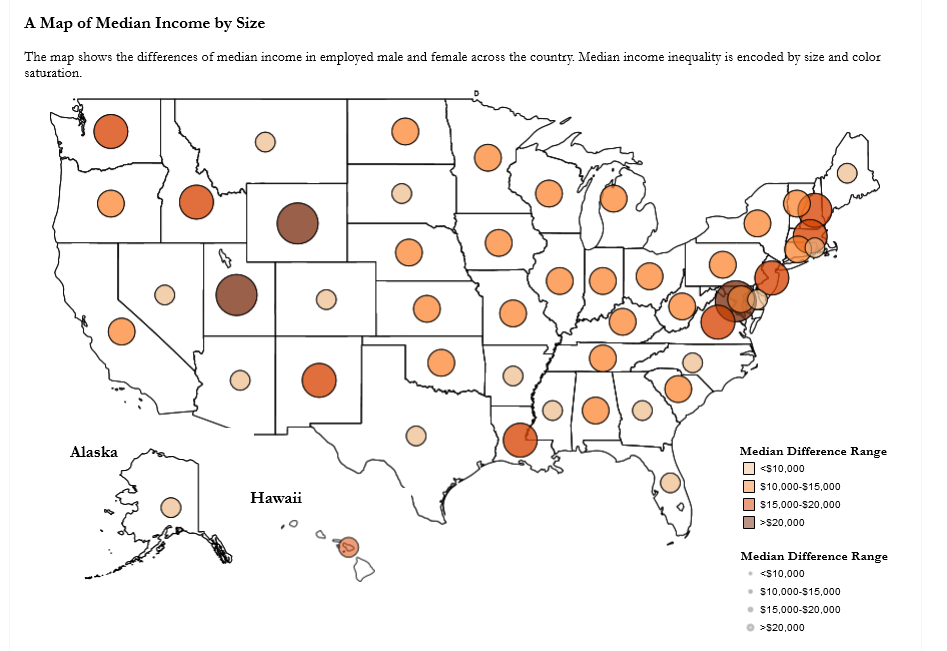 A Map of Median Income by Size
The map shows the differences of median income in employed male and female across the country. Median income inequality is encoded by size and color
saturation.
Alaska
Hawaii
Median Difference Range
<$10,000
$10,000-$15,000
$15,000-$20,000
>$20,000
Median Difference Range
<$10,000
$10,000-$15,000
$15,000-$20,000
>$20,000